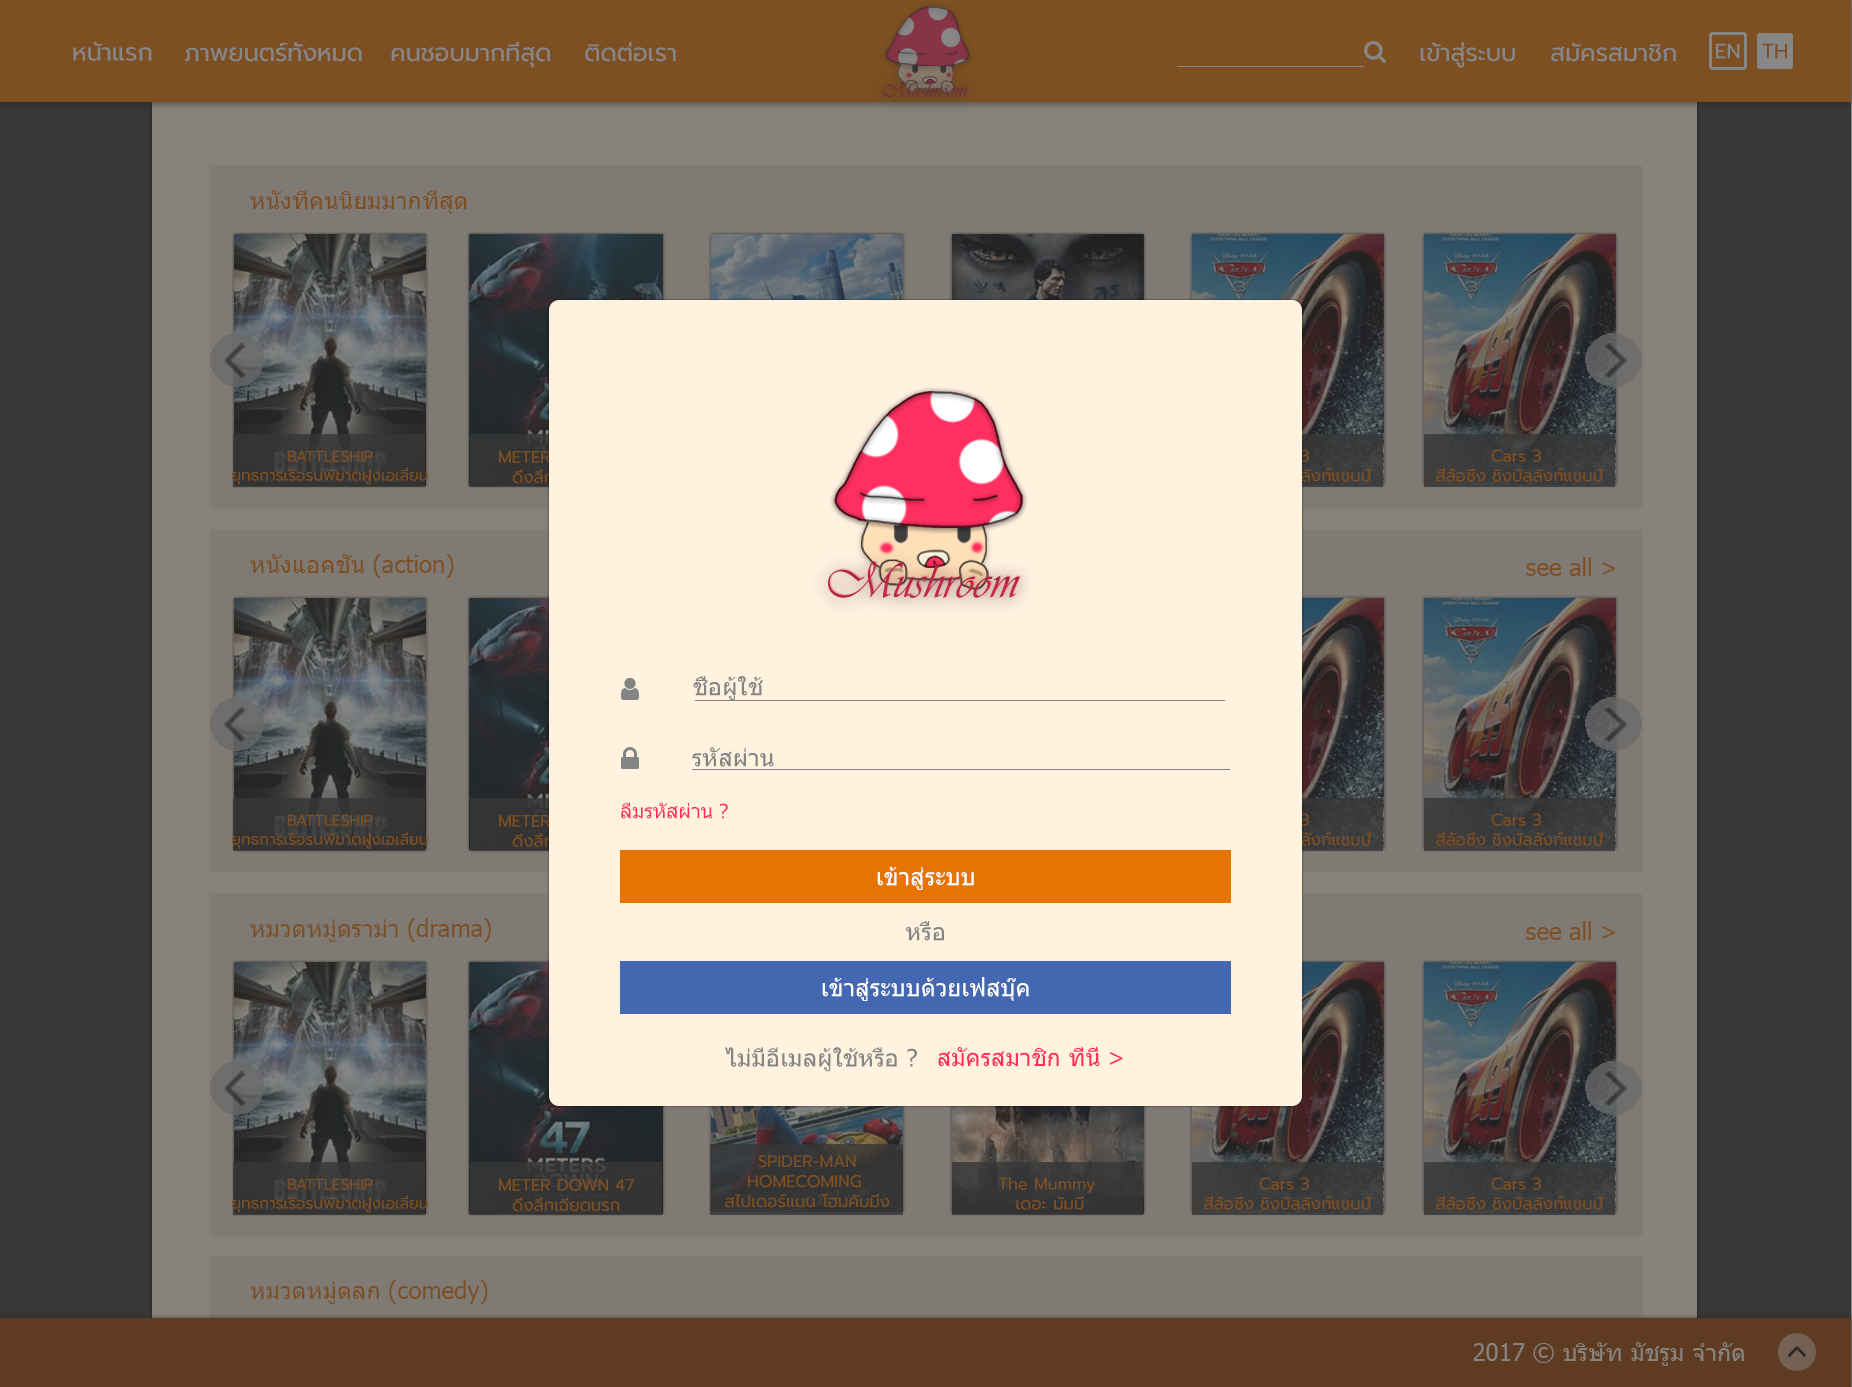 หน้าแรก ภาพยนตร์ทั้งหมด คนชอบมากที่สุด ติดต่อเรา
Mushroom
เข้าสู่ระบบ สมัครสมาชิก EN TH
หนังที่คนนิยมมากที่สุด
BATTLESHIP
ยุทธการเรือรบพิฆาตฝูงเอเลี่ยน
METER
ดิ่งลึก
3
ลังก์แชมป์
Cars 3
สี่ล้อซิ่ง ชิงบัลลังก์แชมป์
Mushroom
ชื่อผู้ใช้
รหัสผ่าน
ลืมรหัสผ่าน ?
เข้าสู่ระบบ
หรือ
เข้าสู่ระบบด้วยเฟสบุ๊ค
ไม่มีอีเมลผู้ใช้หรือ ? สมัครสมาชิก ที่นี่ >
หนังแอคชั่น (action)
see all >
BATTLESHIP
ยุทธการเรือรบพิฆาตฝูงเอเลี่ยน
METER
ดิ่งลึก
3
ลังก์แชมป์
Cars 3
สี่ล้อซิ่ง ชิงบัลลังก์แชมป์
หมวดหมู่ดราม่า (drama)
see all >
BATTLESHIP
ยุทธการเรือรบพิฆาตฝูงเอเลี่ยน
47
METERS
METER DOWN 47
ดิ่งลึกเฉียดนรก
SPIDER-MAN
HOMECOMING
สไปเดอร์แมน โฮมคัมมิ่ง
The Mummy
เดอะ มัมมี่
Cars 3
สี่ล้อซิ่ง ชิงบัลลังก์แชมป์
Cars 3
สี่ล้อซิ่ง ชิงบัลลังก์แชมป์
หมวดหมู่ตลก (comedy)
2017 © บริษัท มัชรูม จำกัด